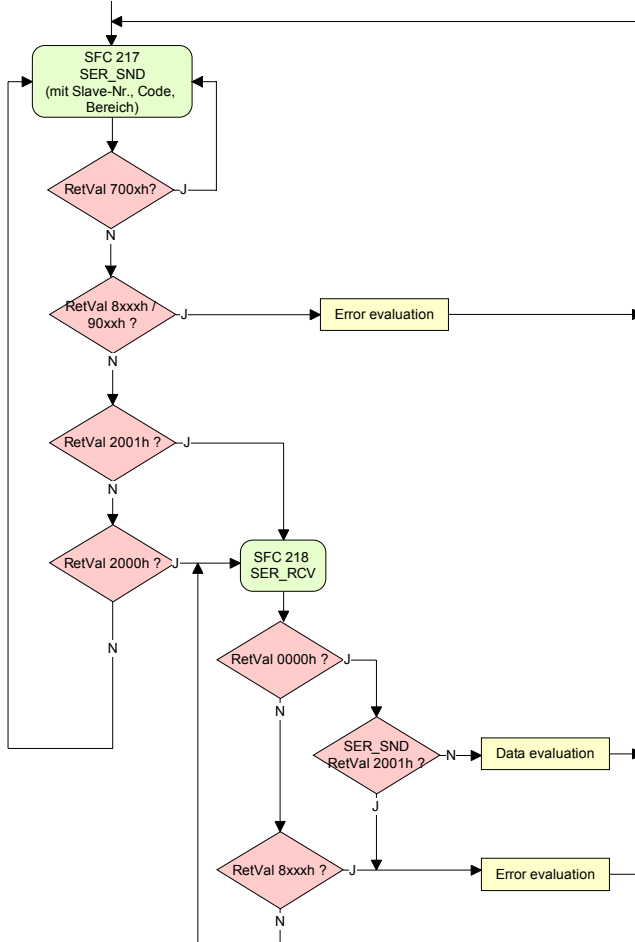 SFC 217
SER_SND
(mit Slave-Nr., Code,
Bereich)
RetVal 700xh?
J
N
RetVal 8xxxh /
90xxh ?
J
Error evaluation
N
RetVal 2001h ?
J
N
RetVal 2000h ?
J
SFC 218
SER_RCV
N
RetVal 0000h ?
J
N
SER_SND
RetVal 2001h ?
N
Data evaluation
J
RetVal 8xxxh ?
J
Error evaluation
N